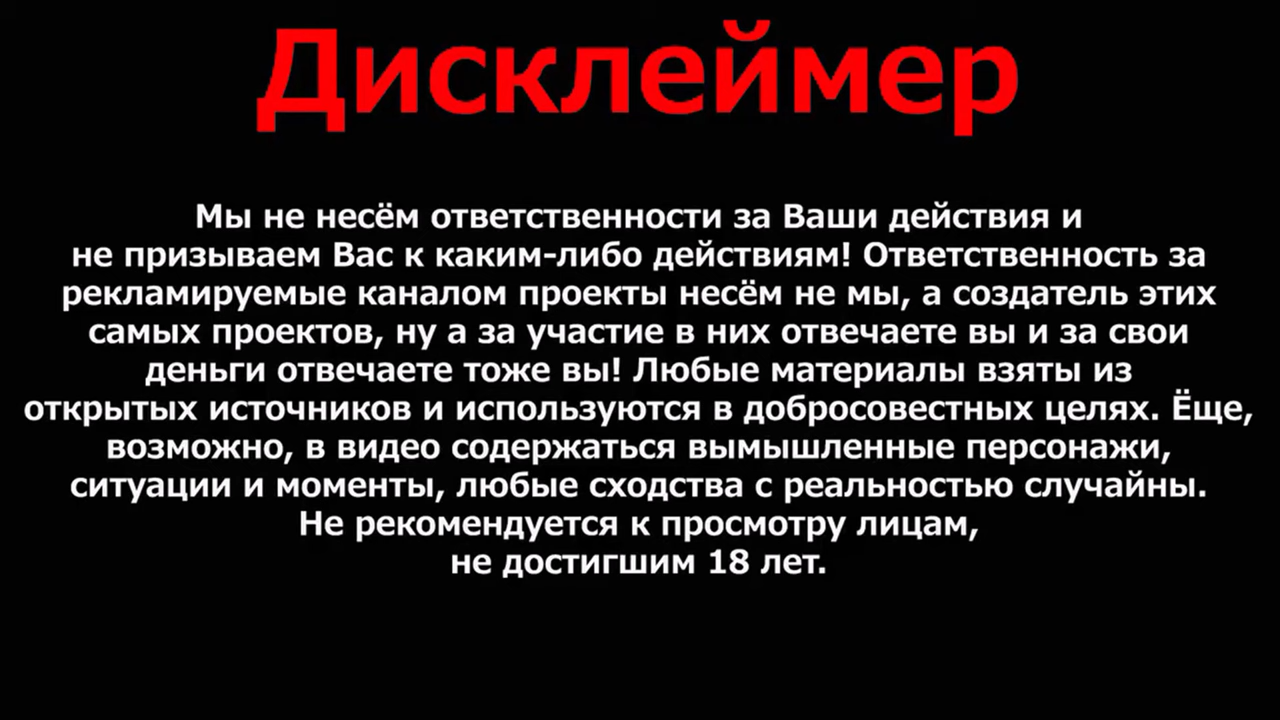 Дисклеймер
Мы не несём ответственности за Ваши действия и
не призываем Вас к каким-либо действиям! Ответственность за
рекламируемые каналом проекты несём не мы, а создатель этих
самых проектов, ну а за участие в них отвечаете вы и за свои
деньги отвечаете тоже вы! Любые материалы взяты из
открытых источников и используются в добросовестных целях. Ёще,
возможно, в видео содержаться вымышленные персонажи,
ситуации и моменты, любые сходства с реальностью случайны.
Не рекомендуется к просмотру лицам,
не достигшим 18 лет.